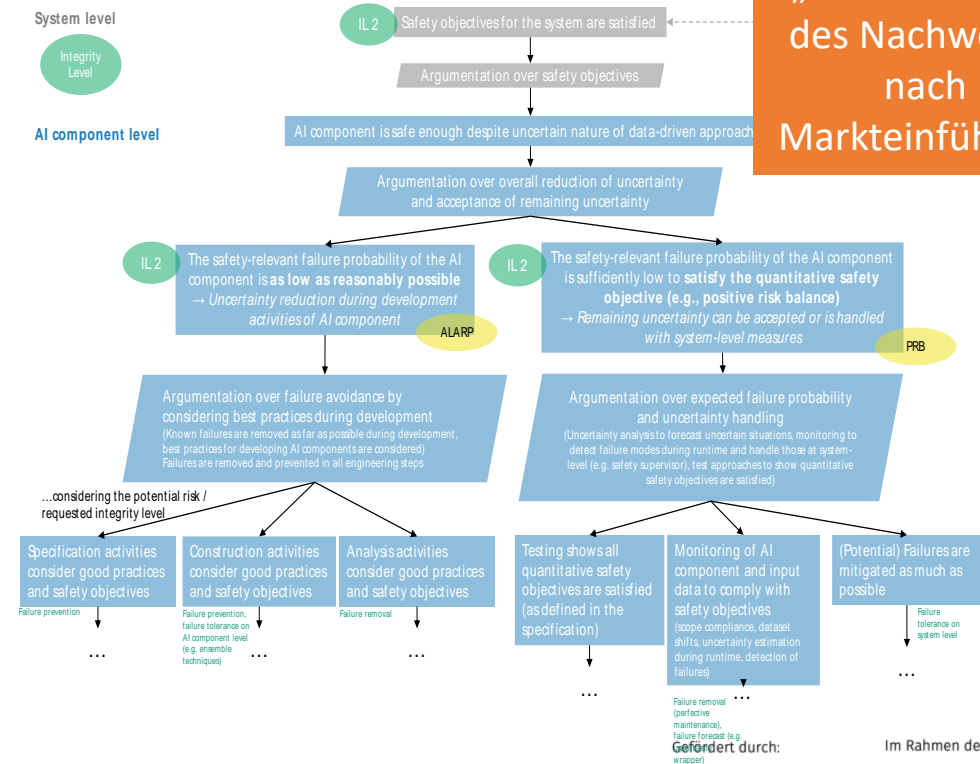 System level
IL 2
Safety objectives for the system are satisfied
Integrity
Level
Argumentation over safety objectives
des
nach
AI component level
AI component is safe enough despite uncertain nature of data-driven approach
Argumentation over overall reduction of uncertainty
and acceptance of remaining uncertainty
IL 2
The safety-relevant failure probability of the AI
component is as low as reasonably possible
→ Uncertainty reduction during development
activities of AI component
ALARP
IL 2
The safety-relevant failure probability of the AI component
is sufficiently low to satisfy the quantitative safety
objective (e.g., positive risk balance)
→ Remaining uncertainty can be accepted or is handled
with system-level measures
PRB
Argumentation over failure avoidance by
considering best practices during development
(Known failures are removed as far as possible during development,
best practices for developing AI components are considered)
Failures are removed and prevented in all engineering steps
Argumentation over expected failure probability
and uncertainty handling
(Uncertainty analysis to forecast uncertain situations, monitoring to
detect failure modes during runtime and handle those at system-
level (e.g. safety supervisor), test approaches to show quantitative
safety objectives are satisfied)
...considering the potential risk /
requested integrity level
Specification activities
consider good practices
and safety objectives
Failure prevention
...
Construction activities
consider good practices
and safety objectives
Failure prevention,
failure tolerance on
AI component level
(e.g. ensemble
techniques)
...
Analysis activities
consider good practices
and safety objectives
Failure removal
...
Testing shows all
quantitative safety
objectives are satisfied
(as defined in the
specification)
...
Monitoring of AI
component and input
data to comply with
safety objectives
(scope compliance, dataset
shifts, uncertainty estimation
during runtime, detection of
failures)
...
Failure removal
(perfective
maintenance),
failure forecast (e.g.
wrapper)
(Potential) Failures are
mitigated as much as
possible
Failure
tolerance on
system level
...
Gefördert durch:
Im Rahmen